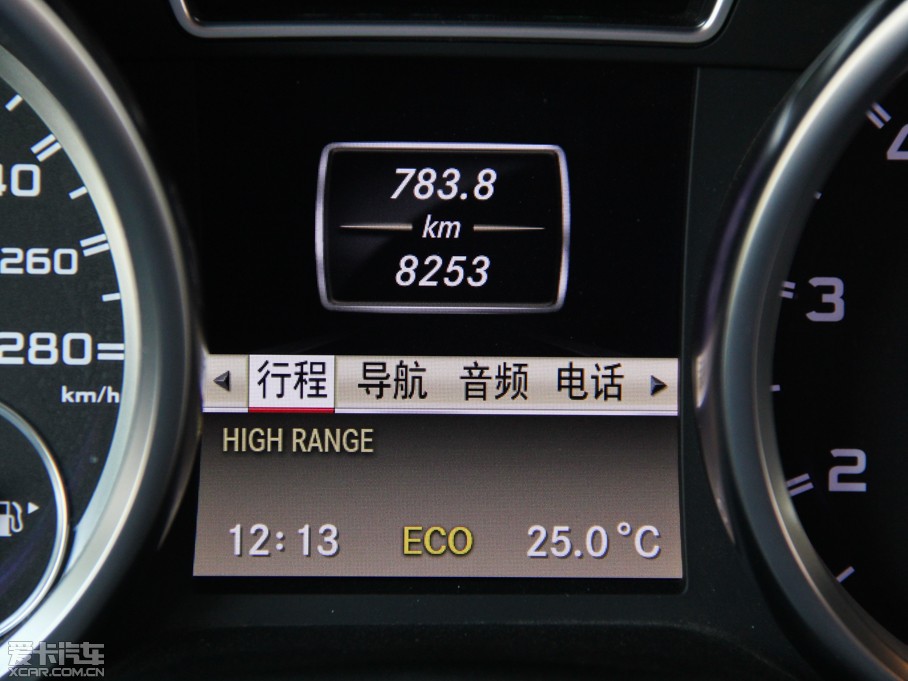 783.8
km
8253
行程 导航 音频 电话
HIGH RANGE
12:13 ECO 25.0°C
40
260
280
km/h
3
2
爱卡汽车
XCAR.COM.CN